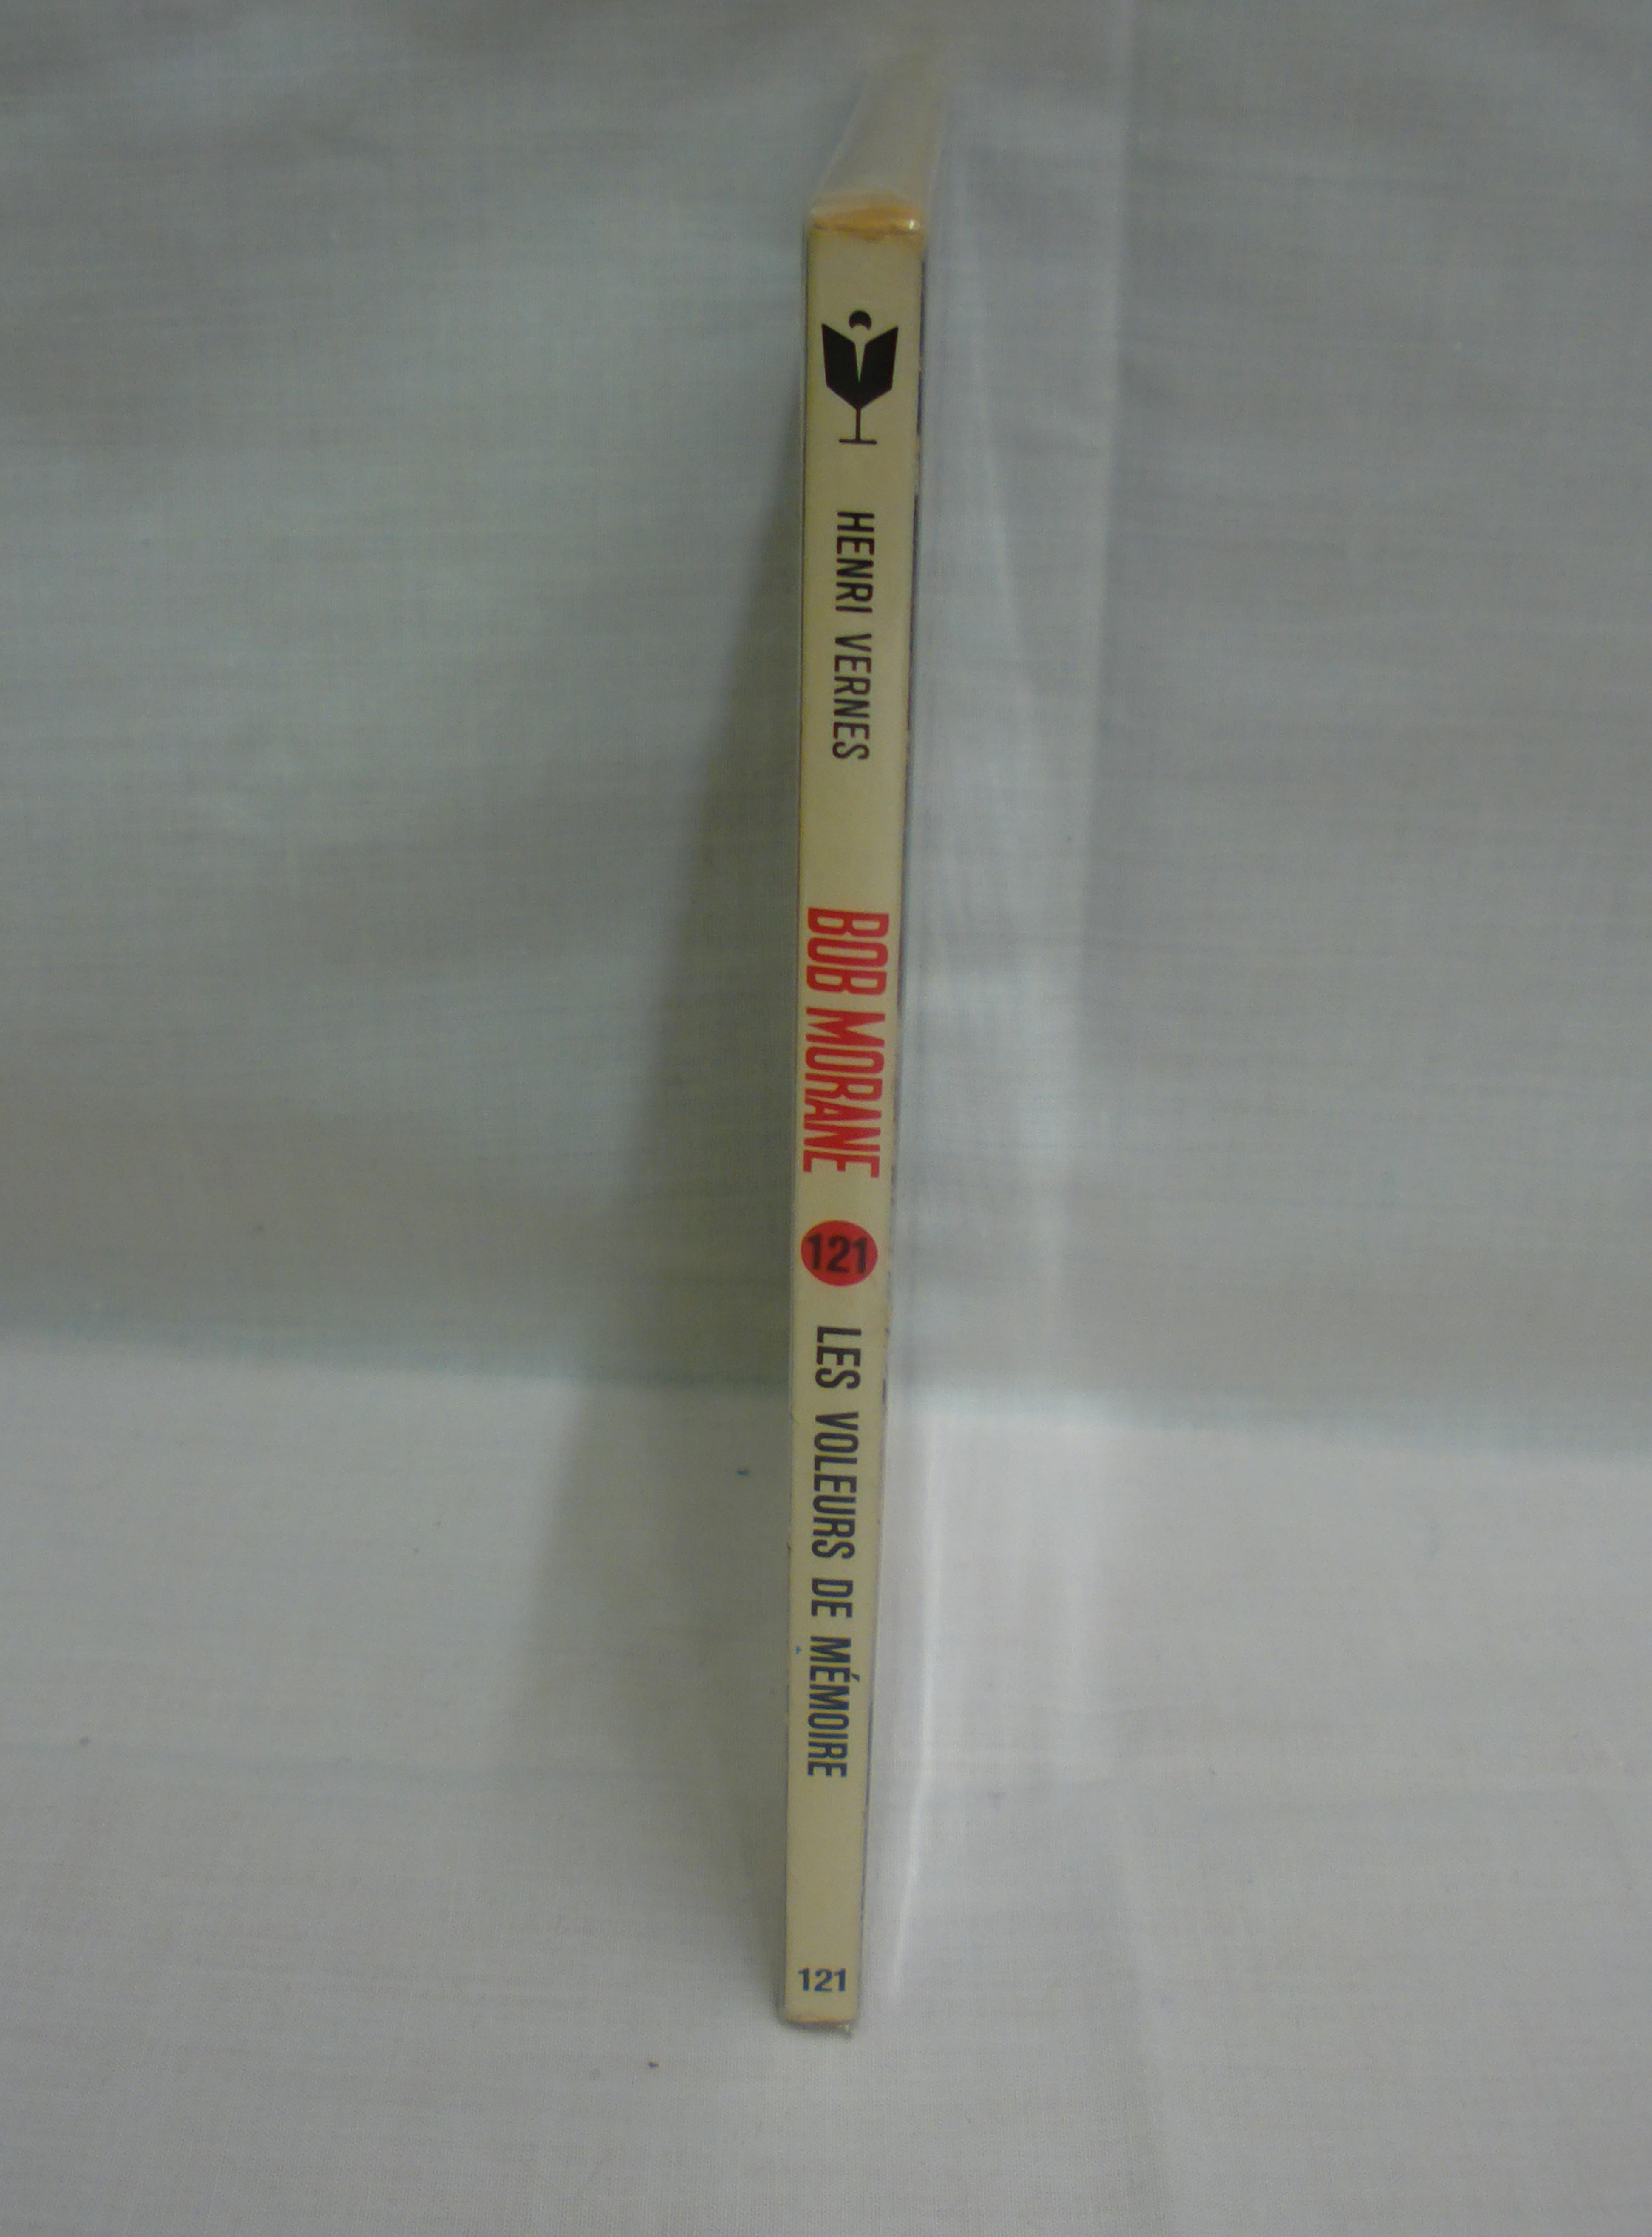 HENRI VERNES
BOB MORANE
121
LES VOLEURS DE MÉMOIRE
121